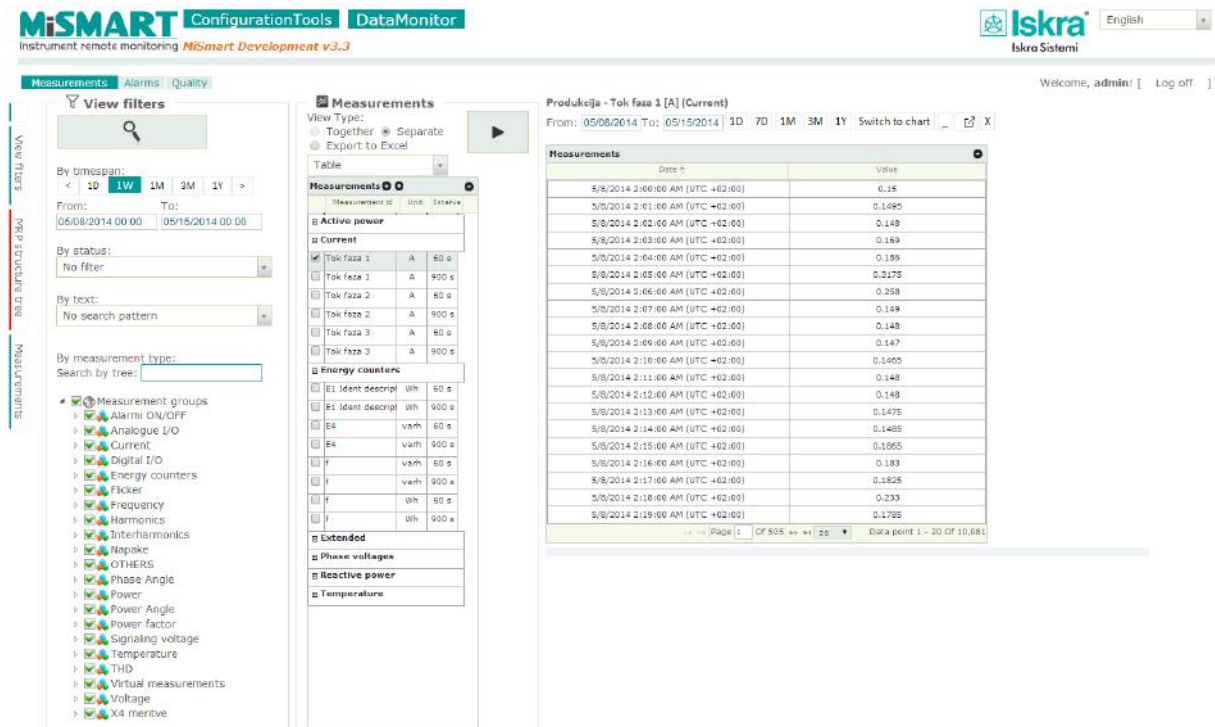 MiSMART ConfigurationTools DataMonitor
Instrument remote monitoring MiSmart Development v3.3
Iskra
Iskra Sistemi
English
Measurements Alarms Quality
Welcome, admin! [ Log off ]
View filters
MRP structure tree
Measurements
View filters
By timespan:
< 1D 1W 1M 3M 1Y >
From: To:
05/08/2014 00:00 05/15/2014 00:00
By status:
No filter
By text:
No search pattern
By measurement type:
Search by tree:
Measurement groups
Alarmi ON/OFF
Analogue I/O
Current
Digital I/O
Energy counters
Flicker
Frequency
Harmonics
Interharmonics
Napake
OTHERS
Phase Angle
Power
Power Angle
Power factor
Signaling voltage
Temperature
THD
Virtual measurements
Voltage
X4 meritve
Measurements
View Type:
Together Separate
Export to Excel
Table
Measurements
Measurement id Unit Interva
Active power
Current
Tok faza 1 A 60 s
Tok faza 1 A 900 s
Tok faza 2 A 60 s
Tok faza 2 A 900 s
Tok faza 3 A 60 s
Tok faza 3 A 900 s
Energy counters
E1 Ident descript Wh 60 s
E1 Ident descript Wh 900 s
E4 varh 60 s
E4 varh 900 s
f varh 60 s
f varh 900 s
f Wh 60 s
f Wh 900 s
Extended
Phase voltages
Reactive power
Temperature
Produkcija - Tok faza 1 [A] (Current)
From: 05/08/2014 To: 05/15/2014 1D 7D 1M 3M 1Y Switch to chart _ X
Measurements
Date Value
5/8/2014 2:00:00 AM (UTC +02:00) 0.15
5/8/2014 2:01:00 AM (UTC +02:00) 0.1495
5/8/2014 2:02:00 AM (UTC +02:00) 0.148
5/8/2014 2:03:00 AM (UTC +02:00) 0.169
5/8/2014 2:04:00 AM (UTC +02:00) 0.186
5/8/2014 2:05:00 AM (UTC +02:00) 0.3175
5/8/2014 2:06:00 AM (UTC +02:00) 0.258
5/8/2014 2:07:00 AM (UTC +02:00) 0.149
5/8/2014 2:08:00 AM (UTC +02:00) 0.148
5/8/2014 2:09:00 AM (UTC +02:00) 0.147
5/8/2014 2:10:00 AM (UTC +02:00) 0.1465
5/8/2014 2:11:00 AM (UTC +02:00) 0.148
5/8/2014 2:12:00 AM (UTC +02:00) 0.148
5/8/2014 2:13:00 AM (UTC +02:00) 0.1475
5/8/2014 2:14:00 AM (UTC +02:00) 0.1485
5/8/2014 2:15:00 AM (UTC +02:00) 0.1865
5/8/2014 2:16:00 AM (UTC +02:00) 0.183
5/8/2014 2:17:00 AM (UTC +02:00) 0.1825
5/8/2014 2:18:00 AM (UTC +02:00) 0.233
5/8/2014 2:19:00 AM (UTC +02:00) 0.1785
Page 1 Of 505 20 Data point 1 - 20 Of 10,081